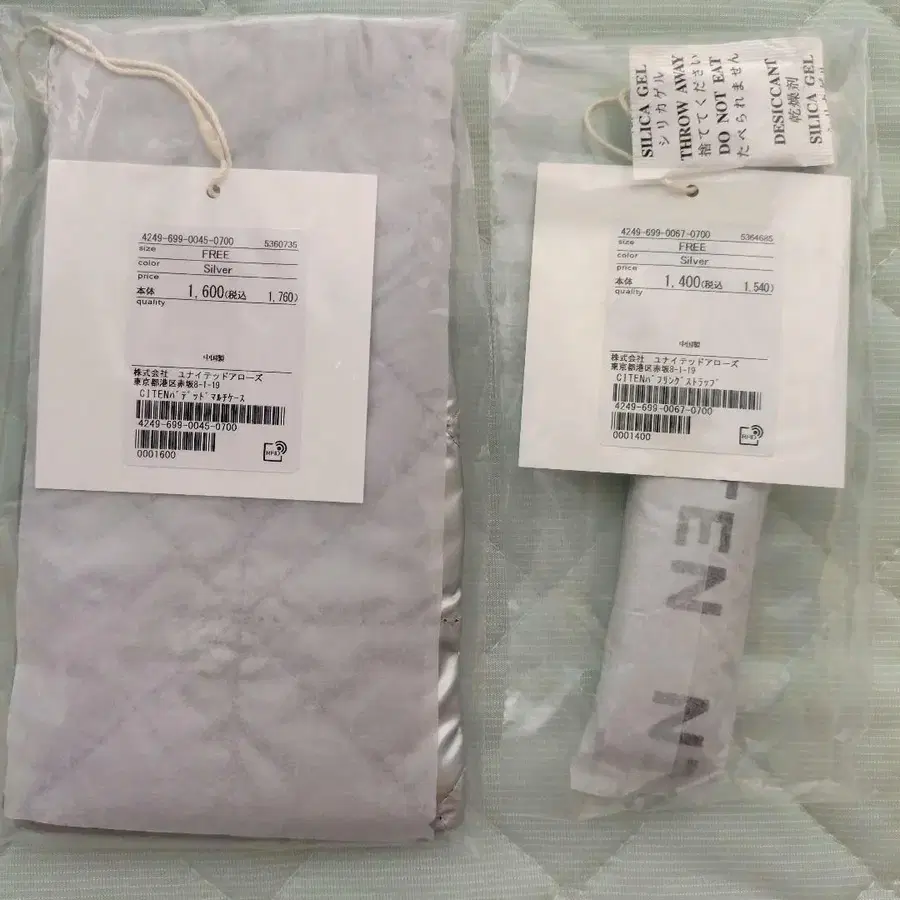 4249-699-0045-0700 5360735
size FREE
color Silver
price
本体 1,600(税込 1,760)
quality
中国製
株式会社 ユナイテッドアローズ
東京都港区赤坂8-1-19
CITENパデッドマルチケース
4249-699-0045-0700
0001600
SILICA GEL
シリカゲル
THROW AWAY
捨ててください
DO NOT EAT
たべられません
DESICCANT
乾燥剤
SILICA GEL
4249-699-0067-0700 5364685
size FREE
color Silver
price
本体 1,400(税込 1,540)
quality
中国製
株式会社 ユナイテッドアローズ
東京都港区赤坂8-1-19
CITENパフリングストラップ
4249-699-0067-0700
0001400
TEN N